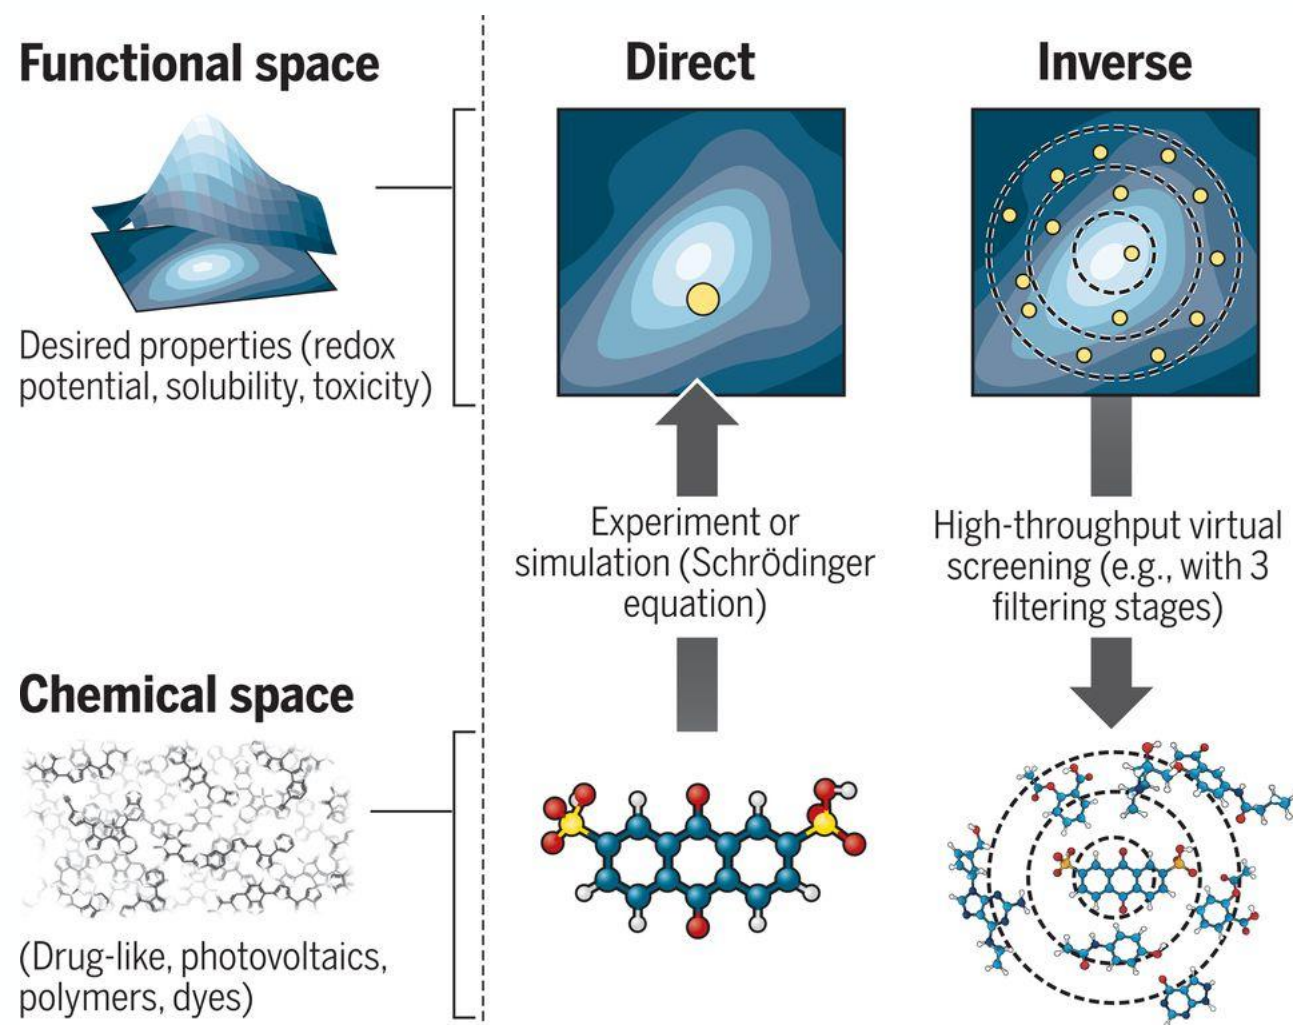 Functional space
Desired properties (redox
potential, solubility, toxicity)
Chemical space
(Drug-like, photovoltaics,
polymers, dyes)
Direct
Experiment or
simulation (Schrödinger
equation)
Inverse
High-throughput virtual
screening (e.g., with 3
filtering stages)